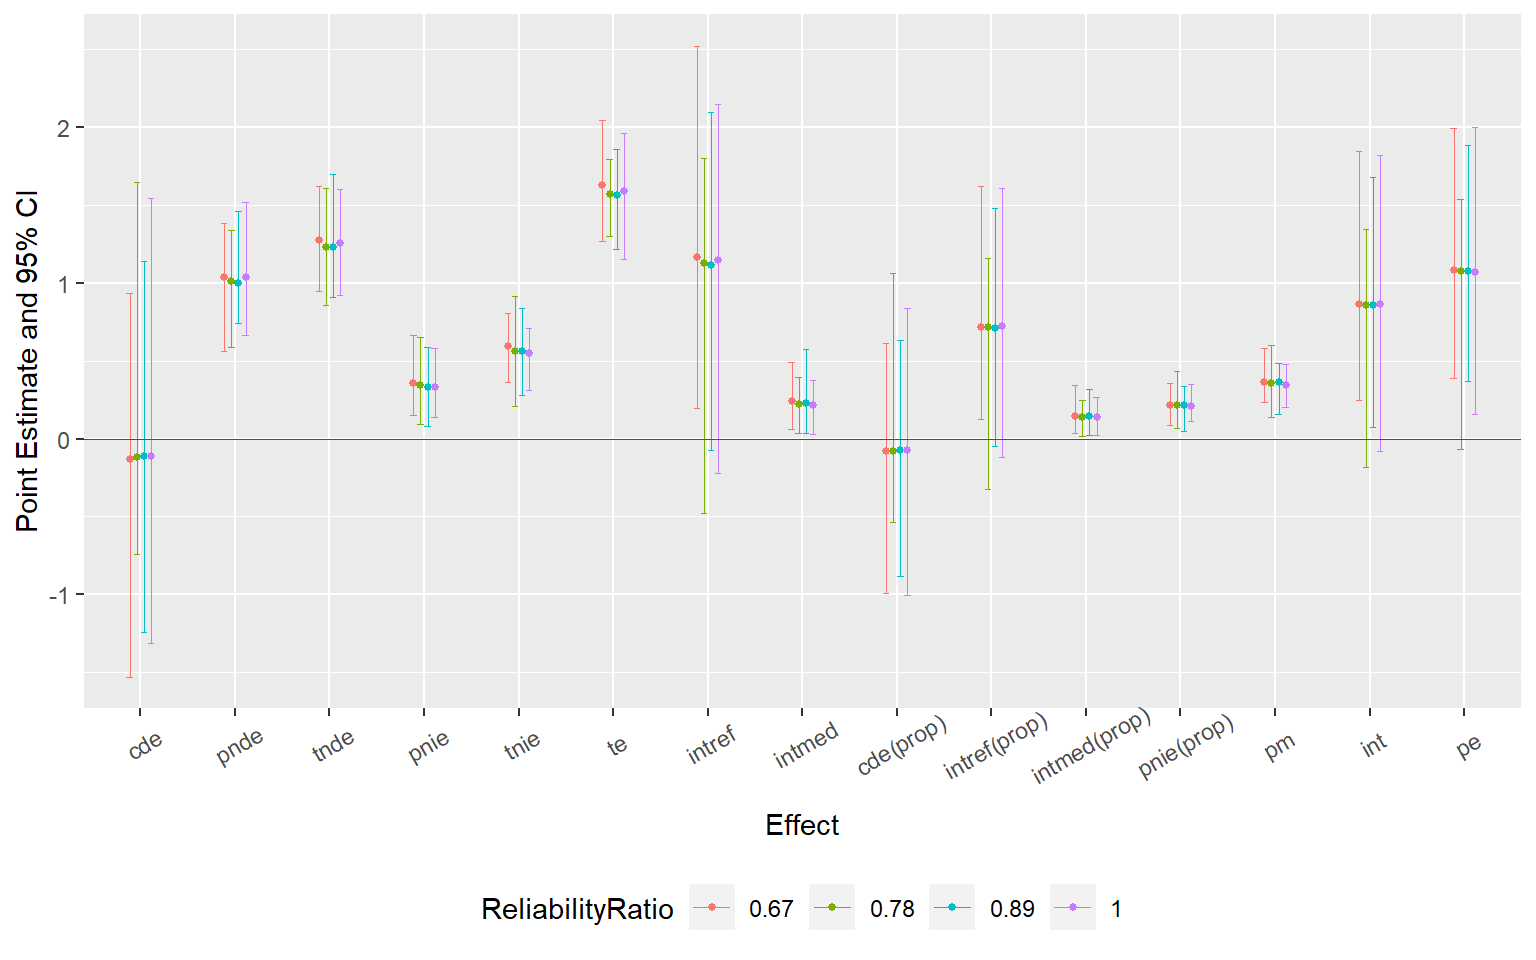 Point Estimate and 95% CI
2
1
0
-1
cde pnde tnde pnie tnie te intref intmed cde(prop) intref(prop) intmed(prop) pnie(prop) pm int pe
Effect
ReliabilityRatio 0.67 0.78 0.89 1